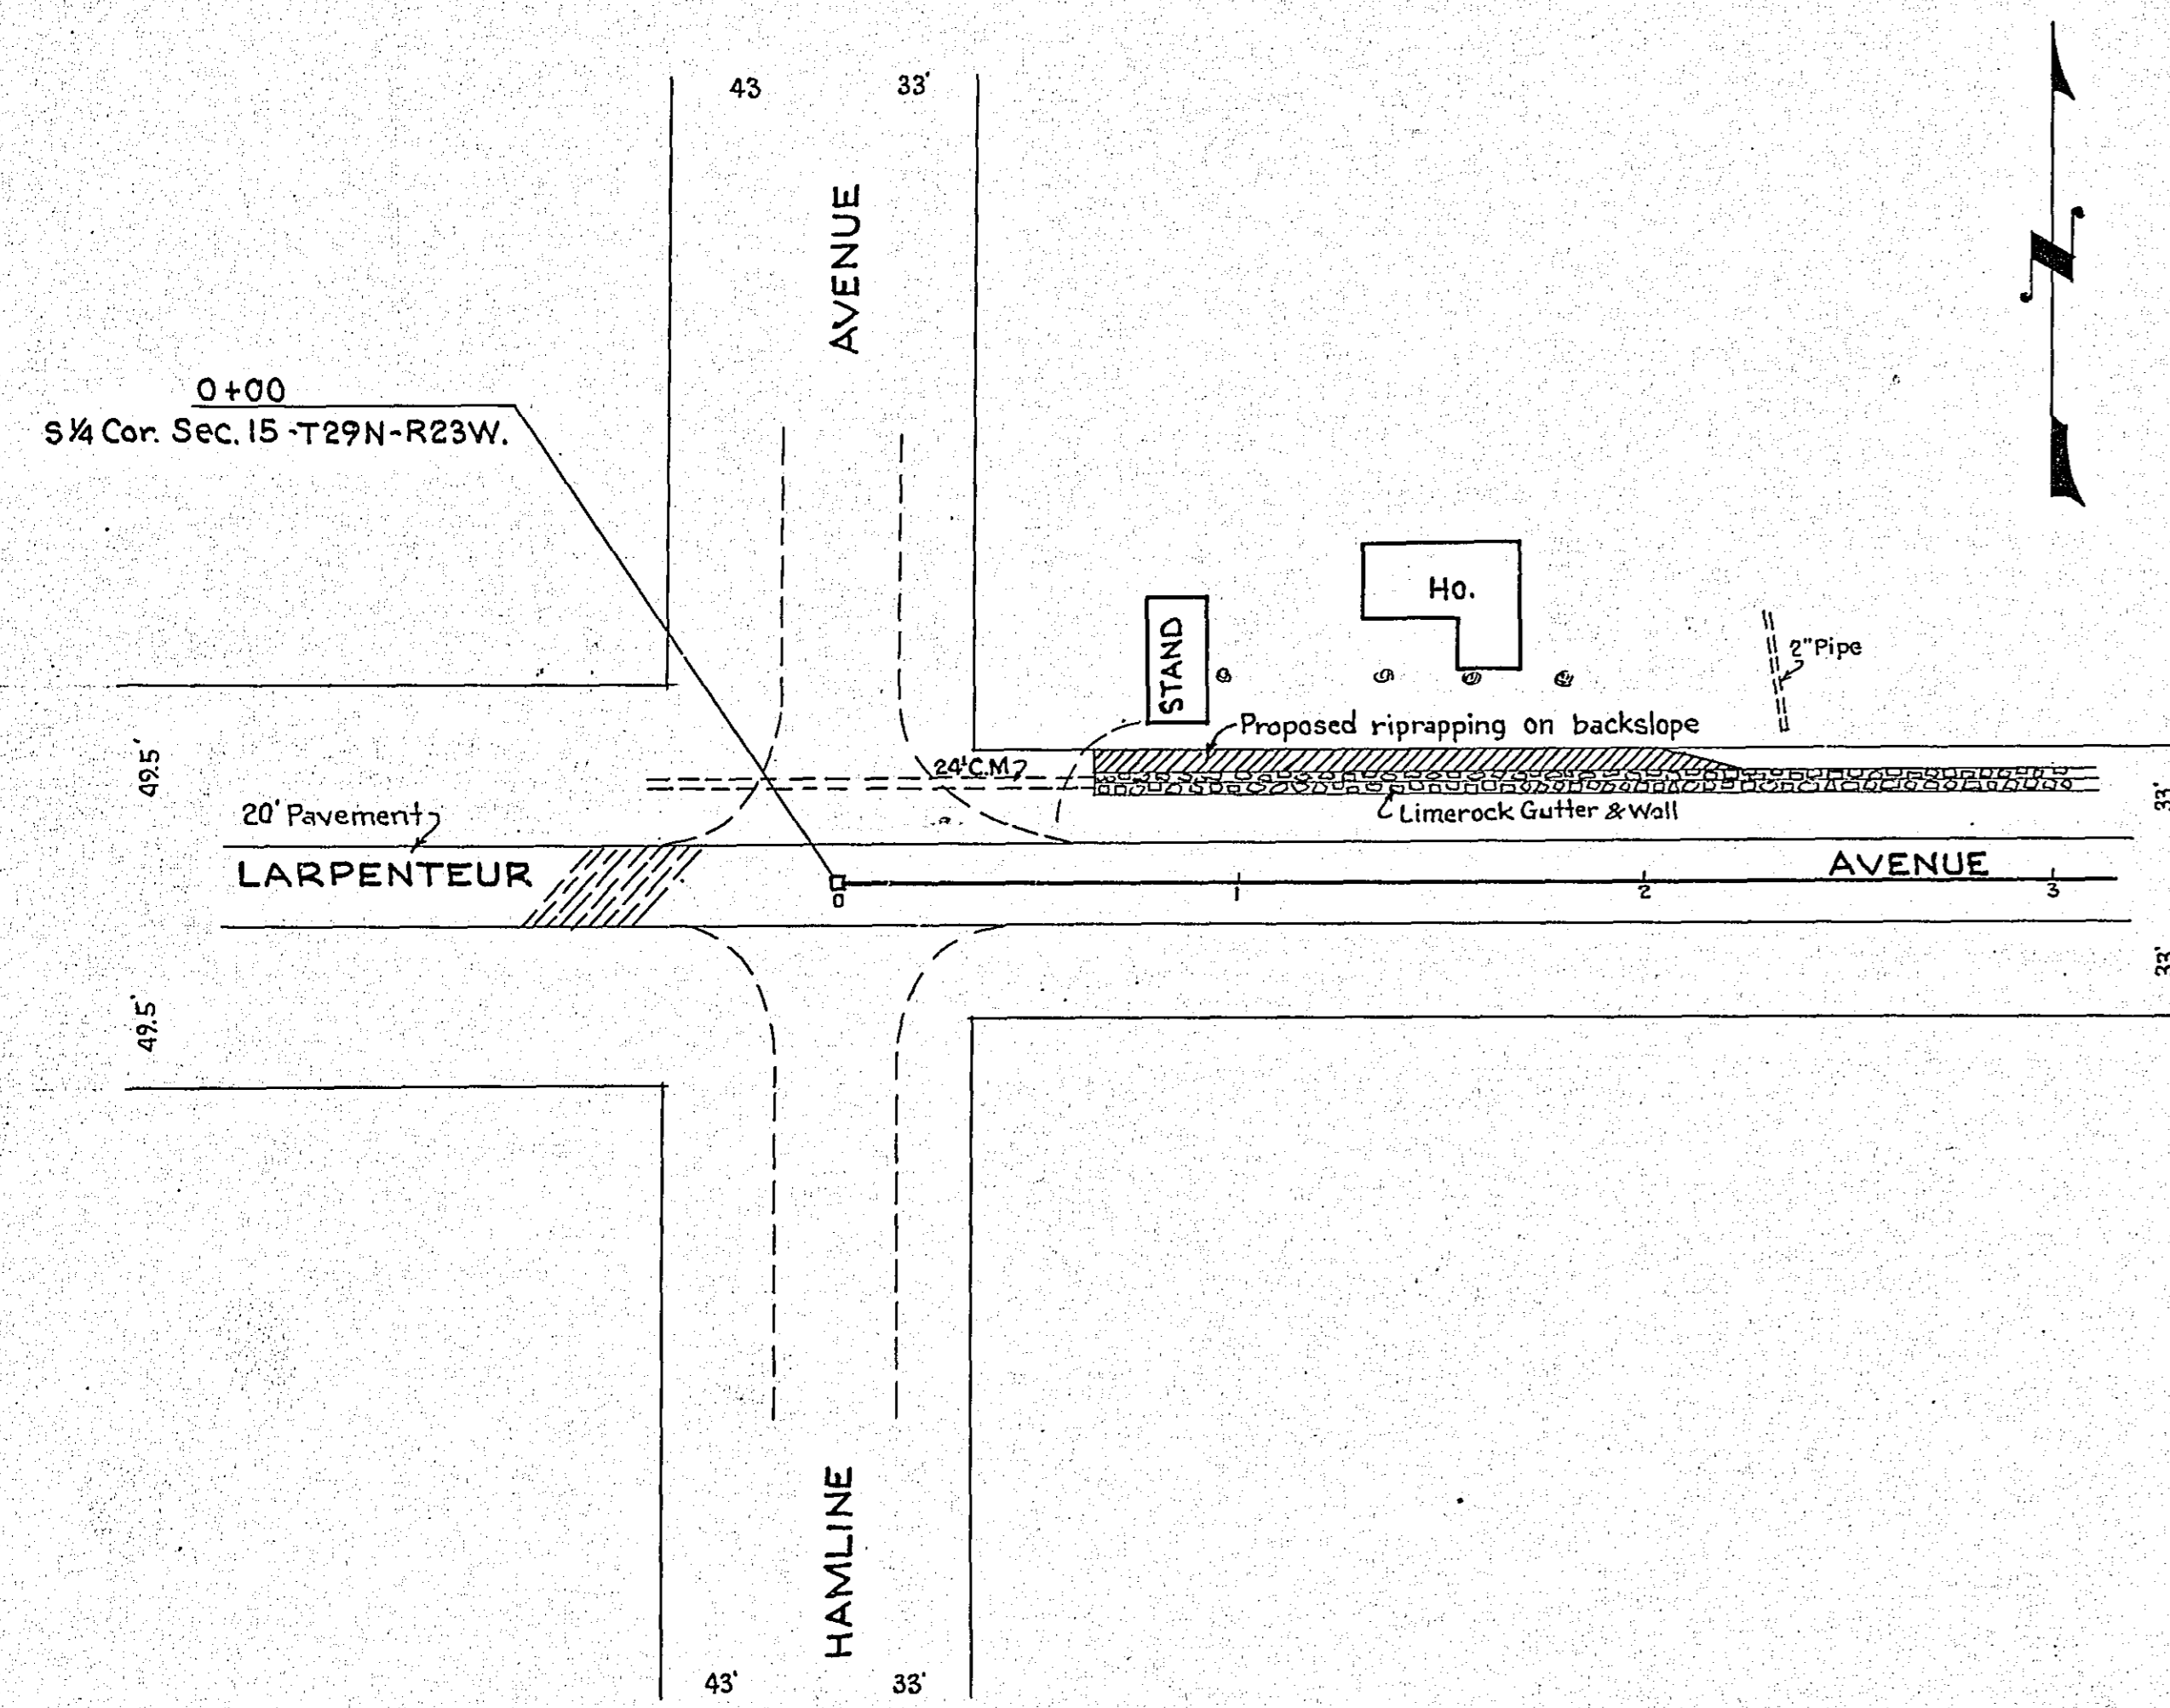 43 33'
AVENUE
N
0+00
S 1/4 Cor. Sec. 15 -T29N-R23W.
Ho.
STAND
2" Pipe
Proposed riprapping on backslope
49.5'
24" C.M.
33'
20' Pavement
Limerock Gutter & Wall
LARPENTEUR AVENUE
0 1 2 3
33'
49.5'
HAMLINE
43' 33'